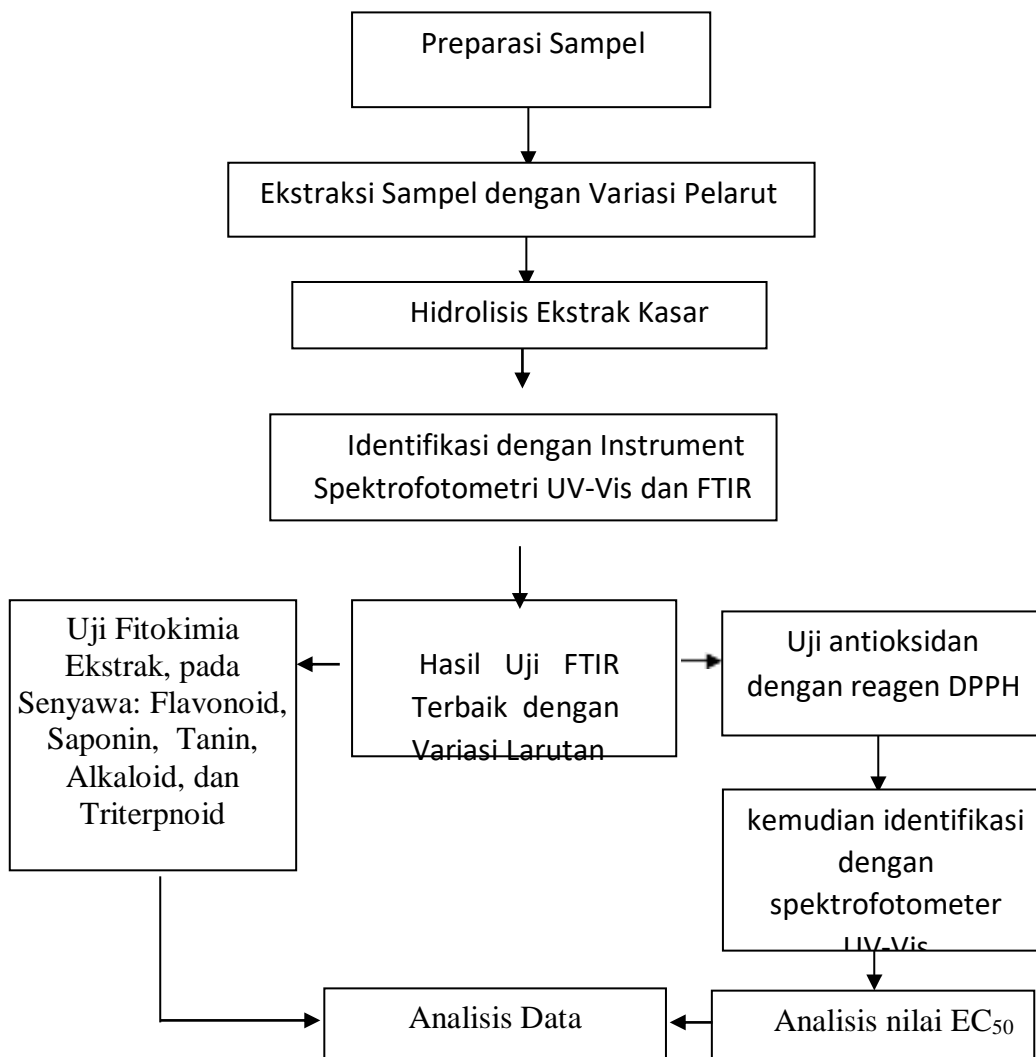 Preparasi Sampel
Ekstraksi Sampel dengan Variasi Pelarut
Hidrolisis Ekstrak Kasar
Identifikasi dengan Instrument
Spektrofotometri UV-Vis dan FTIR
Uji Fitokimia
Ekstrak, pada
Senyawa: Flavonoid,
Saponin, Tanin,
Alkaloid, dan
Triterpnoid
Hasil Uji FTIR
Terbaik dengan
Variasi Larutan
Uji antioksidan
dengan reagen DPPH
kemudian identifikasi
dengan
spektrofotometer
UV-Vis
Analisis Data
Analisis nilai EC₅₀